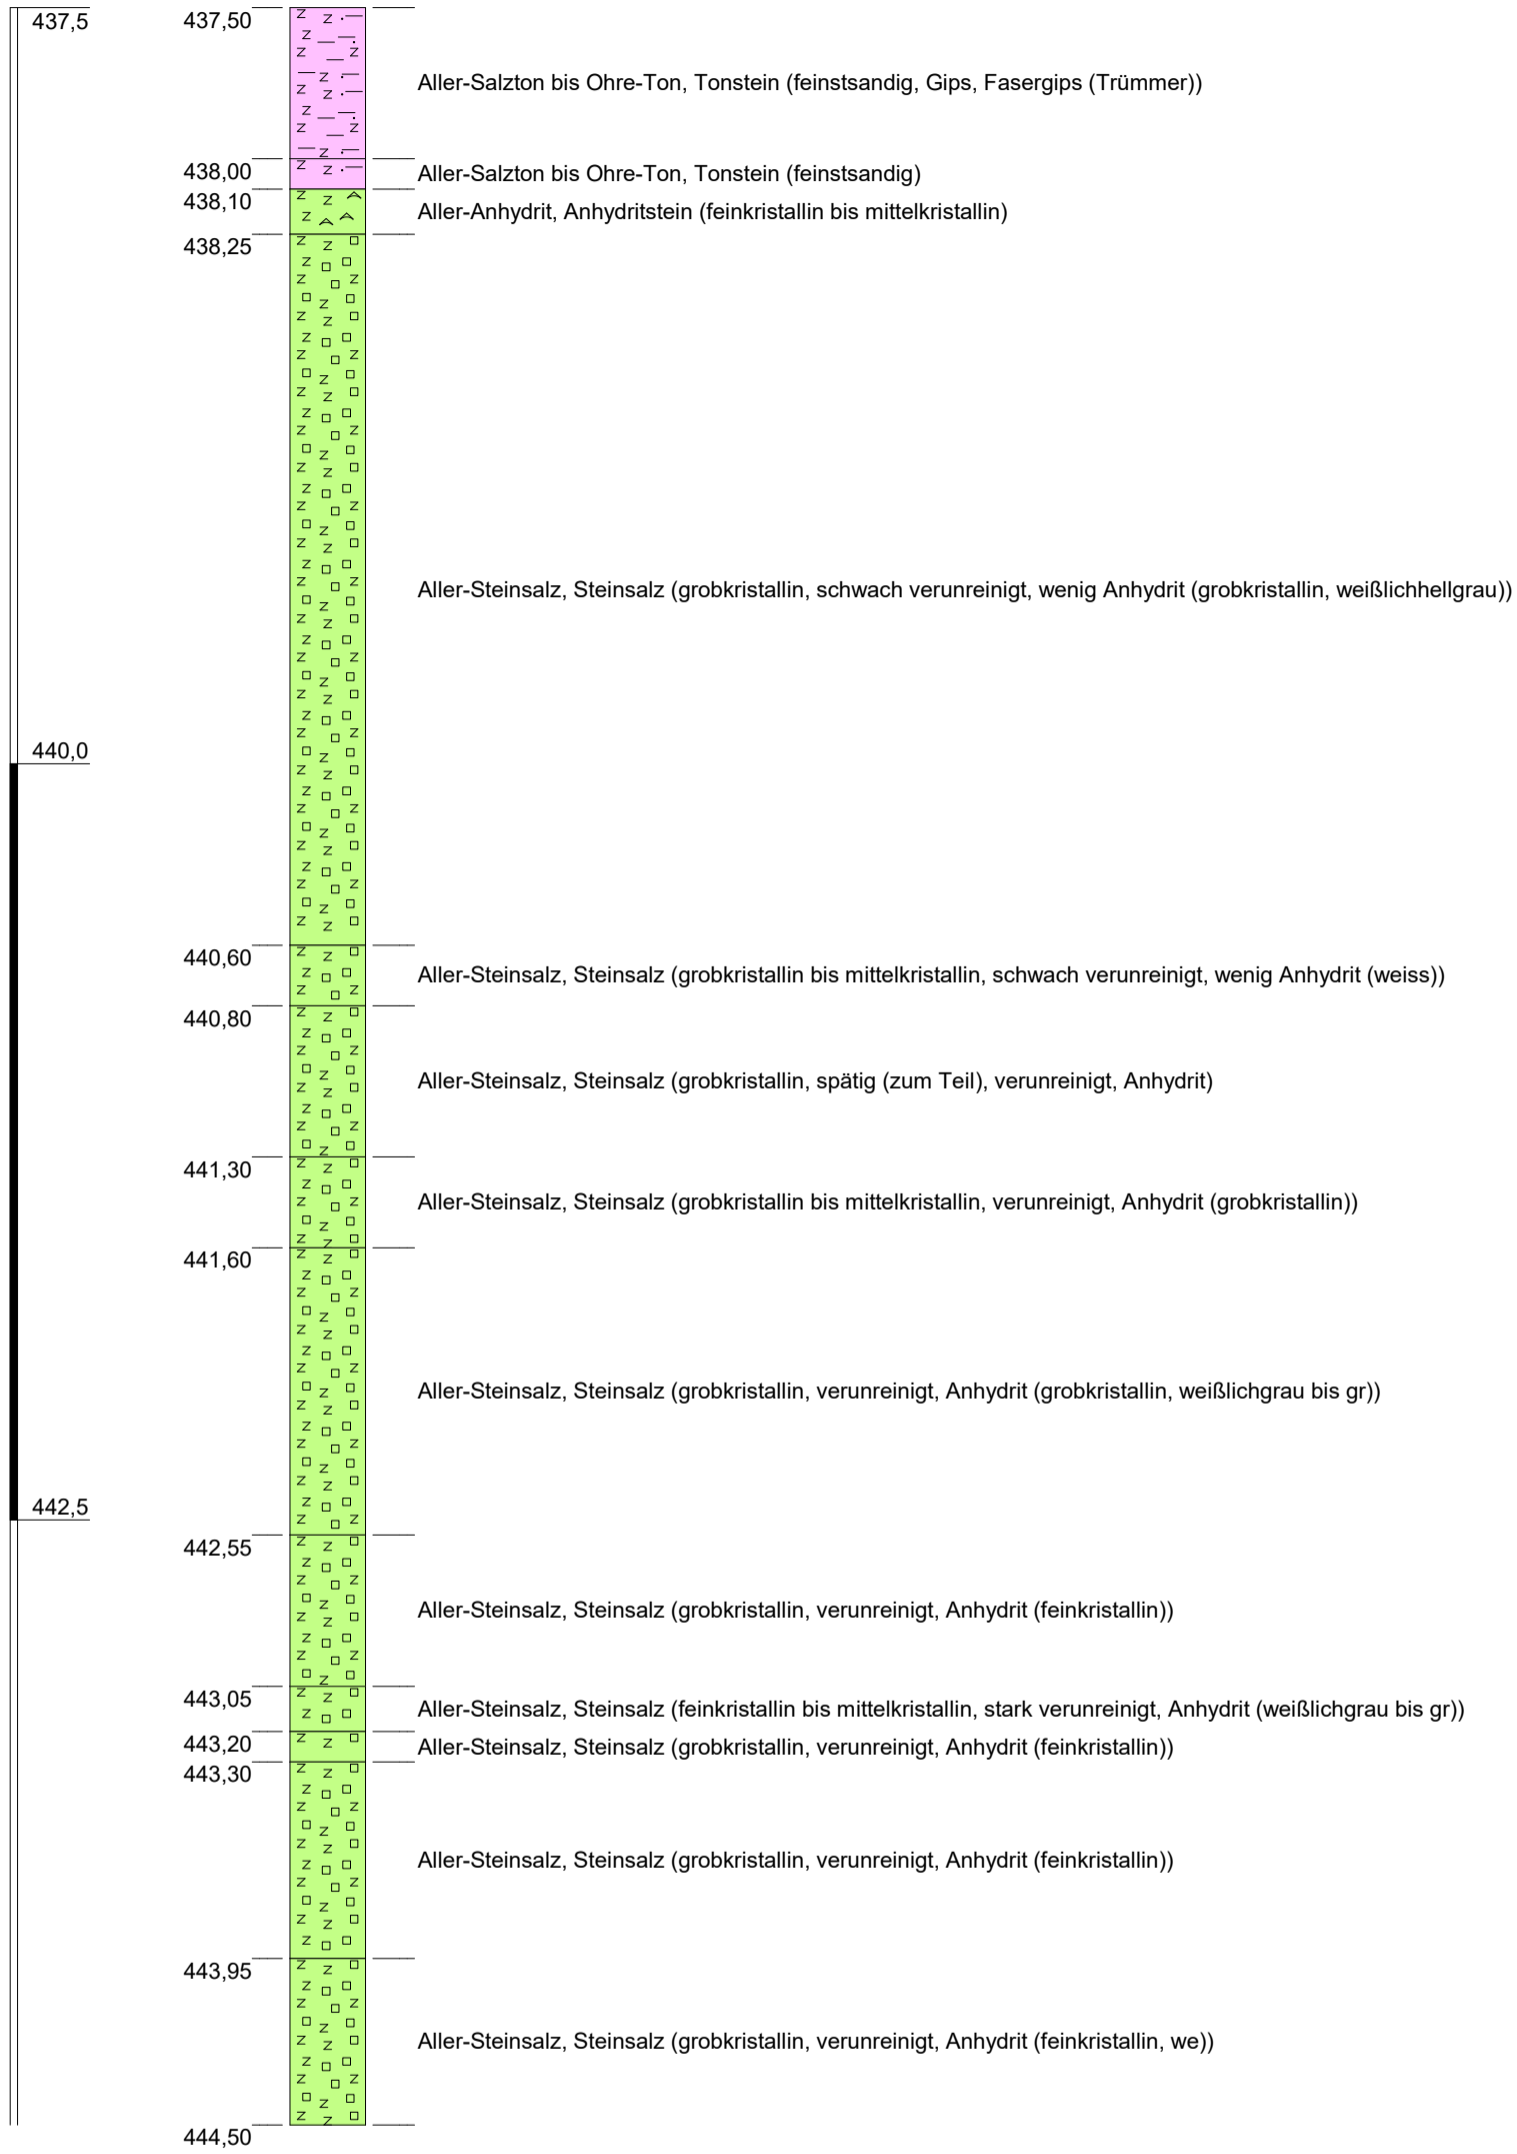 437,5
437,50
Aller-Salzton bis Ohre-Ton, Tonstein (feinstsandig, Gips, Fasergips (Trümmer))
438,00
Aller-Salzton bis Ohre-Ton, Tonstein (feinstsandig)
438,10
Aller-Anhydrit, Anhydritstein (feinkristallin bis mittelkristallin)
438,25
Aller-Steinsalz, Steinsalz (grobkristallin, schwach verunreinigt, wenig Anhydrit (grobkristallin, weißlichhellgrau))
440,0
440,60
Aller-Steinsalz, Steinsalz (grobkristallin bis mittelkristallin, schwach verunreinigt, wenig Anhydrit (weiss))
440,80
Aller-Steinsalz, Steinsalz (grobkristallin, spätig (zum Teil), verunreinigt, Anhydrit)
441,30
Aller-Steinsalz, Steinsalz (grobkristallin bis mittelkristallin, verunreinigt, Anhydrit (grobkristallin))
441,60
Aller-Steinsalz, Steinsalz (grobkristallin, verunreinigt, Anhydrit (grobkristallin, weißlichgrau bis gr))
442,5
442,55
Aller-Steinsalz, Steinsalz (grobkristallin, verunreinigt, Anhydrit (feinkristallin))
443,05
Aller-Steinsalz, Steinsalz (feinkristallin bis mittelkristallin, stark verunreinigt, Anhydrit (weißlichgrau bis gr))
443,20
Aller-Steinsalz, Steinsalz (grobkristallin, verunreinigt, Anhydrit (feinkristallin))
443,30
Aller-Steinsalz, Steinsalz (grobkristallin, verunreinigt, Anhydrit (feinkristallin))
443,95
Aller-Steinsalz, Steinsalz (grobkristallin, verunreinigt, Anhydrit (feinkristallin, we))
444,50